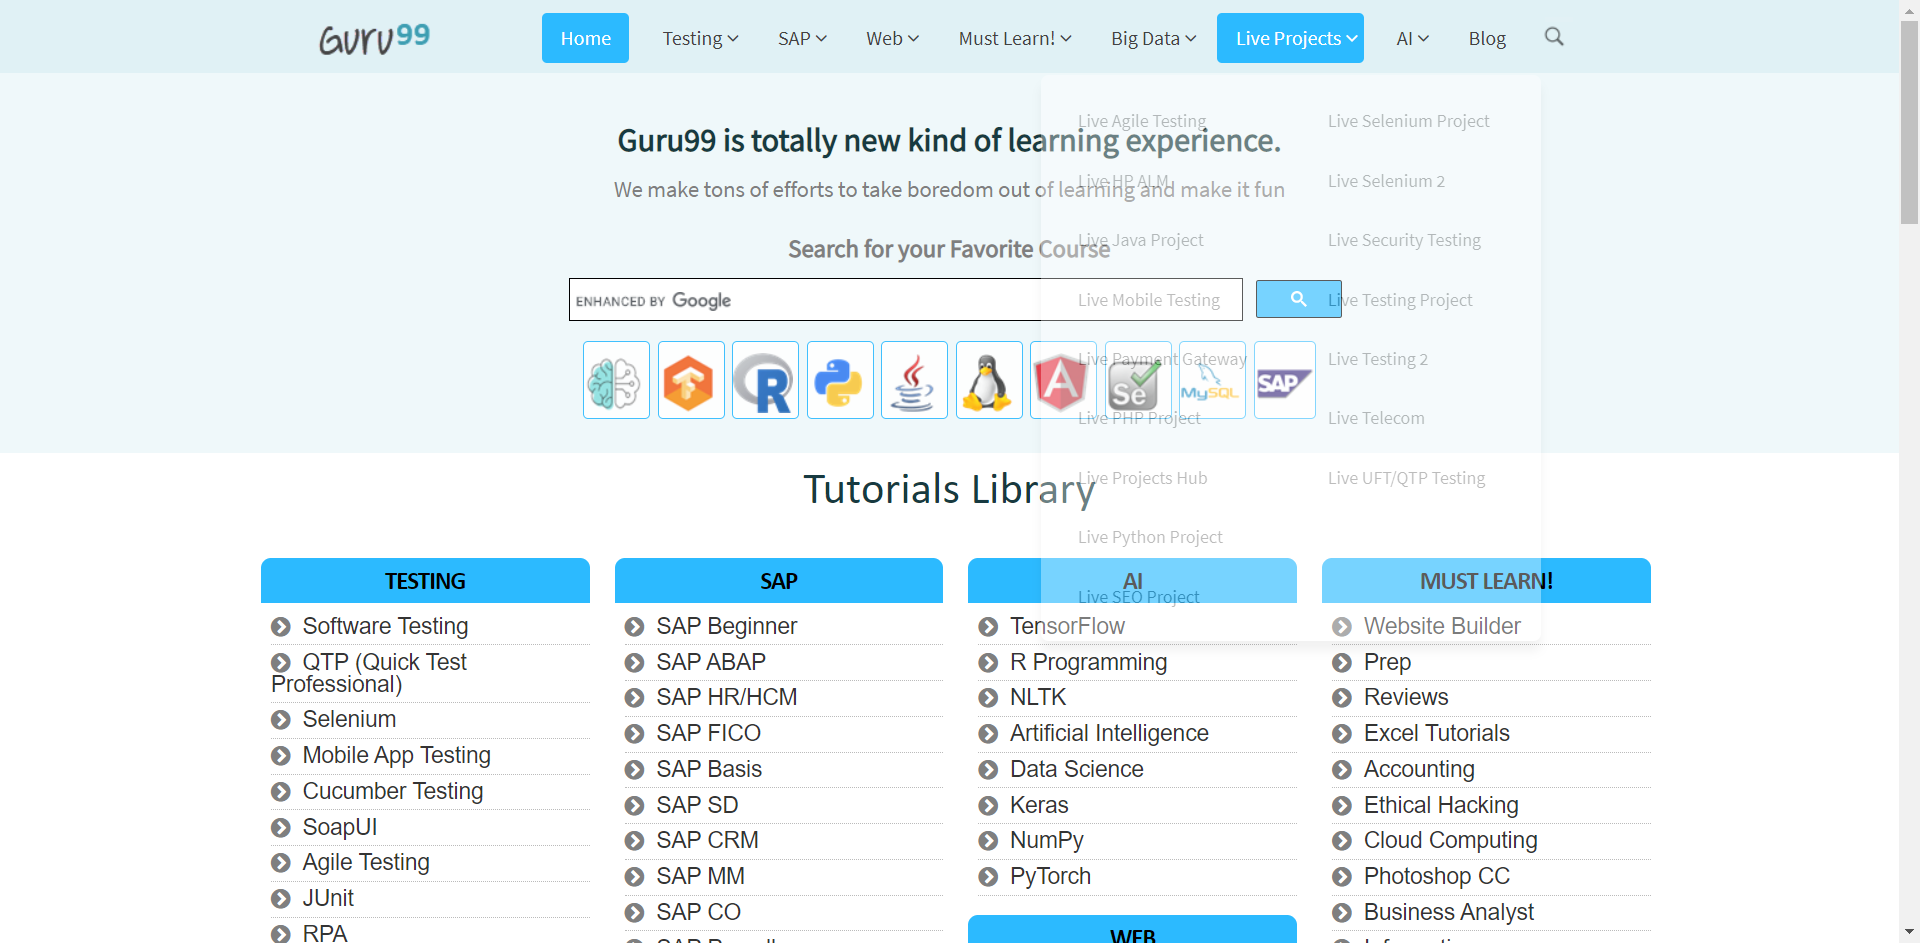 Guru99
Home
Testing
SAP
Web
Must Learn!
Big Data
Live Projects
AI
Blog
Guru99 is totally new kind of learning experience.
We make tons of efforts to take boredom out of learning and make it fun
Search for your Favorite Course
ENHANCED BY Google
R
Se
MySQL
SAP
Live Agile Testing
Live Selenium Project
Live HP ALM
Live Selenium 2
Live Java Project
Live Security Testing
Live Mobile Testing
Live Testing Project
Live Payment Gateway
Live Testing 2
Live PHP Project
Live Telecom
Live Projects Hub
Live UFT/QTP Testing
Live Python Project
Live SEO Project
Tutorials Library
TESTING
Software Testing
QTP (Quick Test
Professional)
Selenium
Mobile App Testing
Cucumber Testing
SoapUI
Agile Testing
JUnit
RPA
SAP
SAP Beginner
SAP ABAP
SAP HR/HCM
SAP FICO
SAP Basis
SAP SD
SAP CRM
SAP MM
SAP CO
AI
TensorFlow
R Programming
NLTK
Artificial Intelligence
Data Science
Keras
NumPy
PyTorch
WEB
MUST LEARN!
Website Builder
Prep
Reviews
Excel Tutorials
Accounting
Ethical Hacking
Cloud Computing
Photoshop CC
Business Analyst